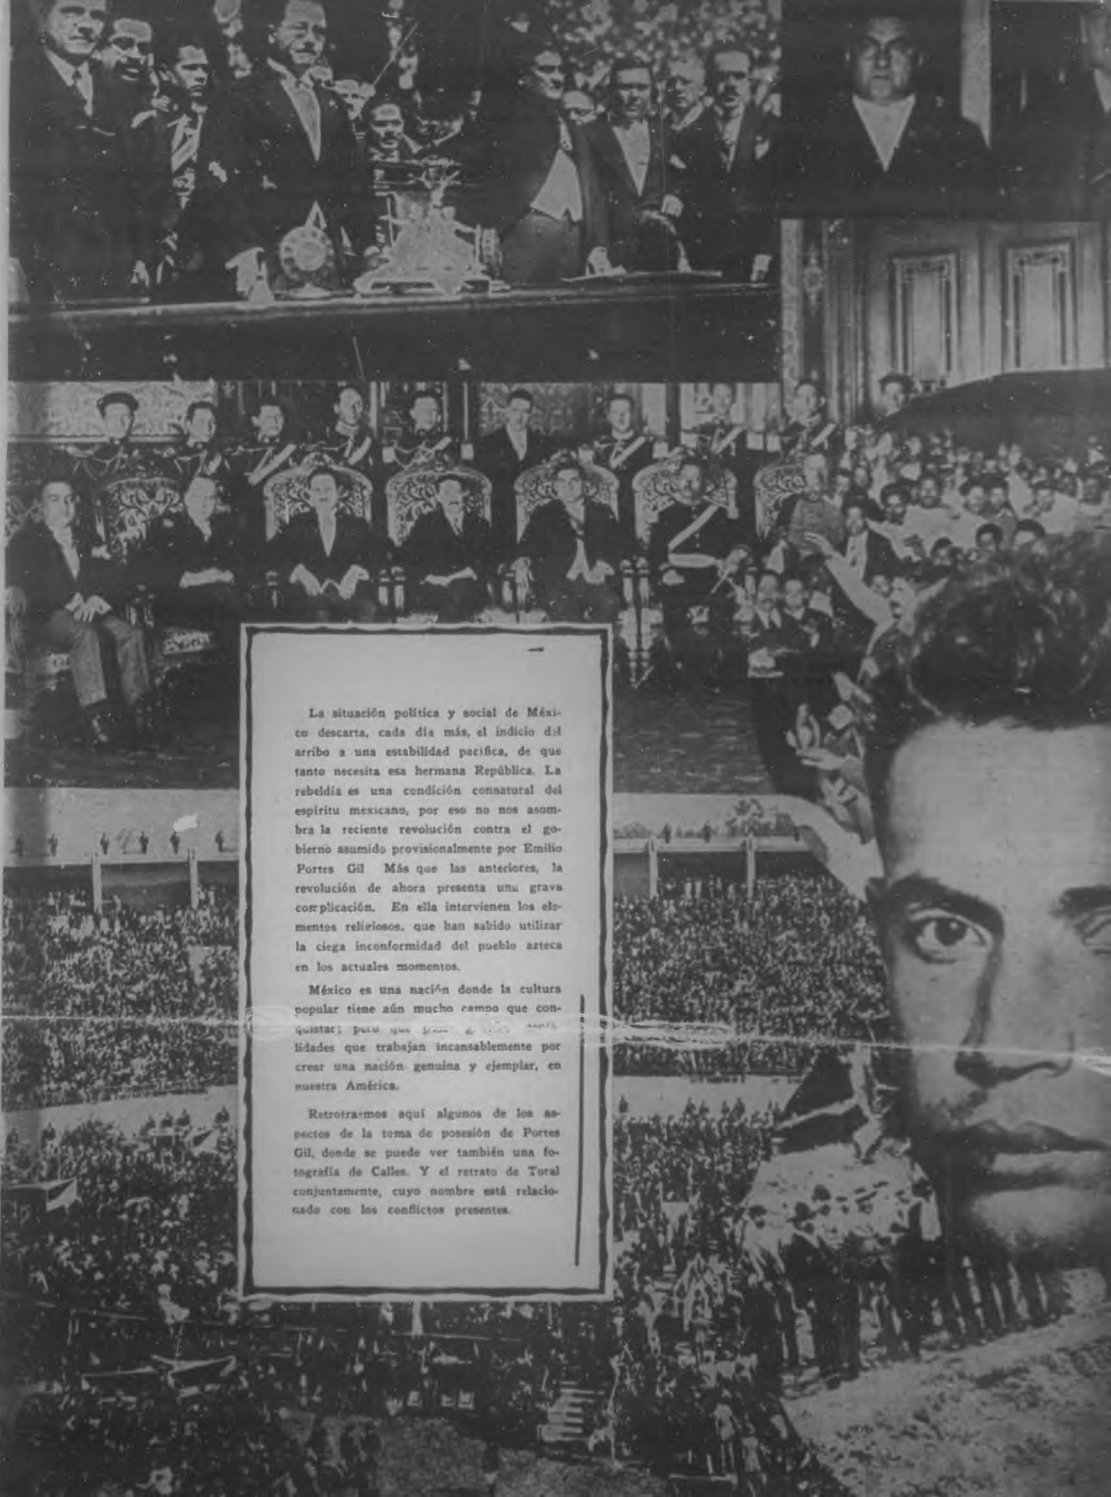 La situación política y social de Méxi-
co descarta, cada día más, el indicio del
arribo a una estabilidad pacífica, de que
tanto necesita esa hermana República. La
rebeldía es una condición connatural del
espíritu mexicano, por eso no nos asom-
bra la reciente revolución contra el go-
bierno asumido provisionalmente por Emilio
Portes Gil Más que las anteriores, la
revolución de ahora presenta una grave
complicación. En ella intervienen los ele-
mentos religiosos, que han sabido utilizar
la ciega inconformidad del pueblo azteca
en los actuales momentos.
México es una nación donde la cultura
popular tiene aún mucho campo que con-
quistar; pero que
lidades que trabajan incansablemente por
crear una nación genuina y ejemplar, en
nuestra América.
Retrotraemos aquí algunos de los as-
pectos de la toma de posesión de Portes
Gil, donde se puede ver también una fo-
tografía de Calles. Y el retrato de Toral
conjuntamente, cuyo nombre está relacio-
nado con los conflictos presentes.